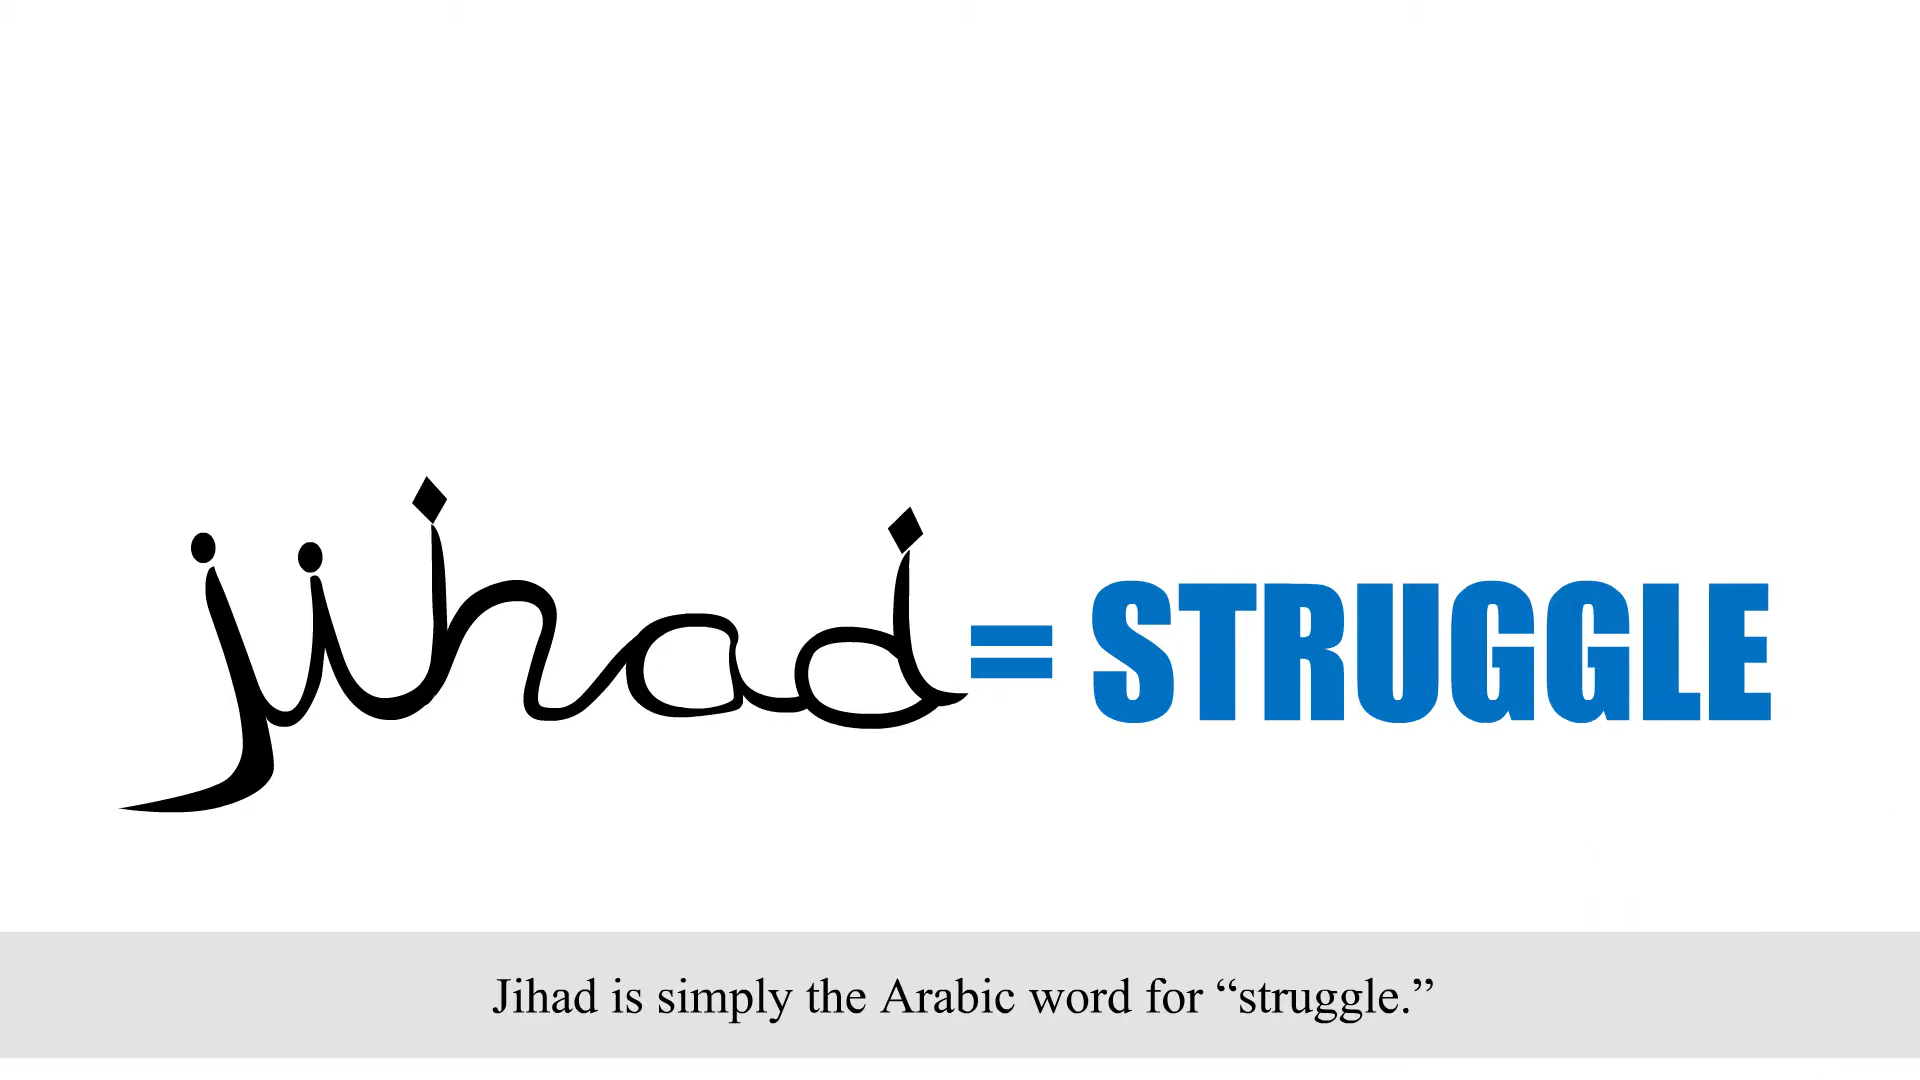 jihad = STRUGGLE
Jihad is simply the Arabic word for “struggle.”